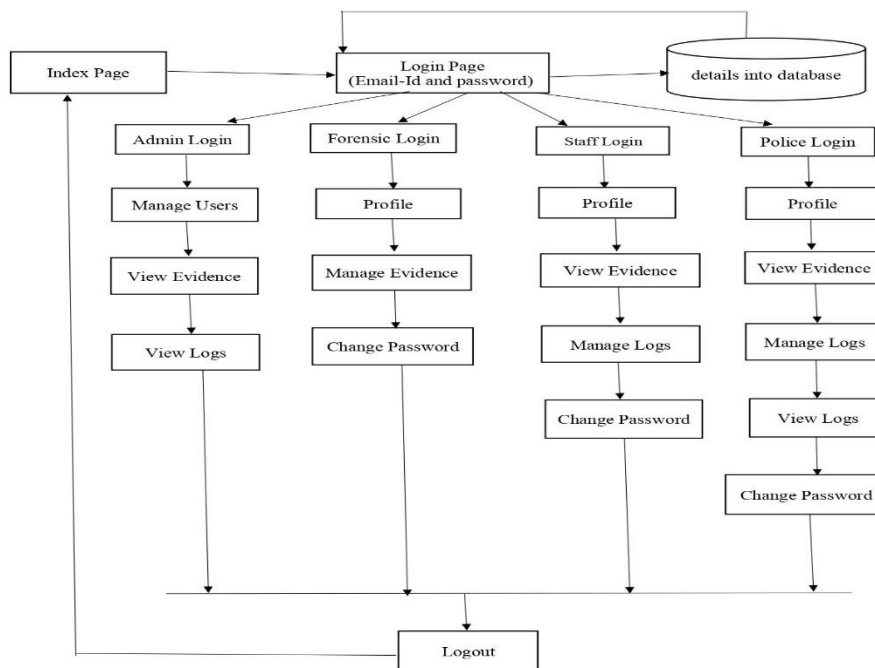 Index Page
Login Page
(Email-Id and password)
details into database
Admin Login
Forensic Login
Staff Login
Police Login
Manage Users
Profile
Profile
Profile
View Evidence
Manage Evidence
View Evidence
View Evidence
View Logs
Change Password
Manage Logs
Manage Logs
Change Password
View Logs
Change Password
Logout